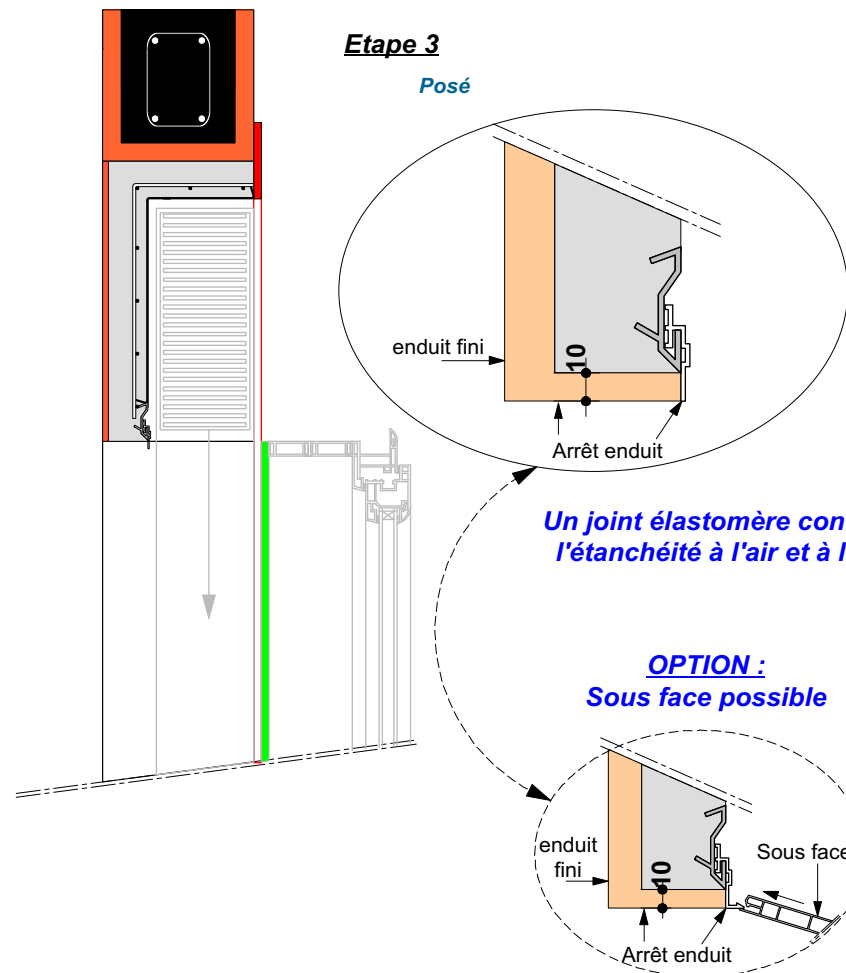 Etape 3
Posé
enduit fini
10
Arrêt enduit
Un joint élastomère con
l'étanchéité à l'air et à l
OPTION :
Sous face possible
enduit
fini
10
Sous face
Arrêt enduit